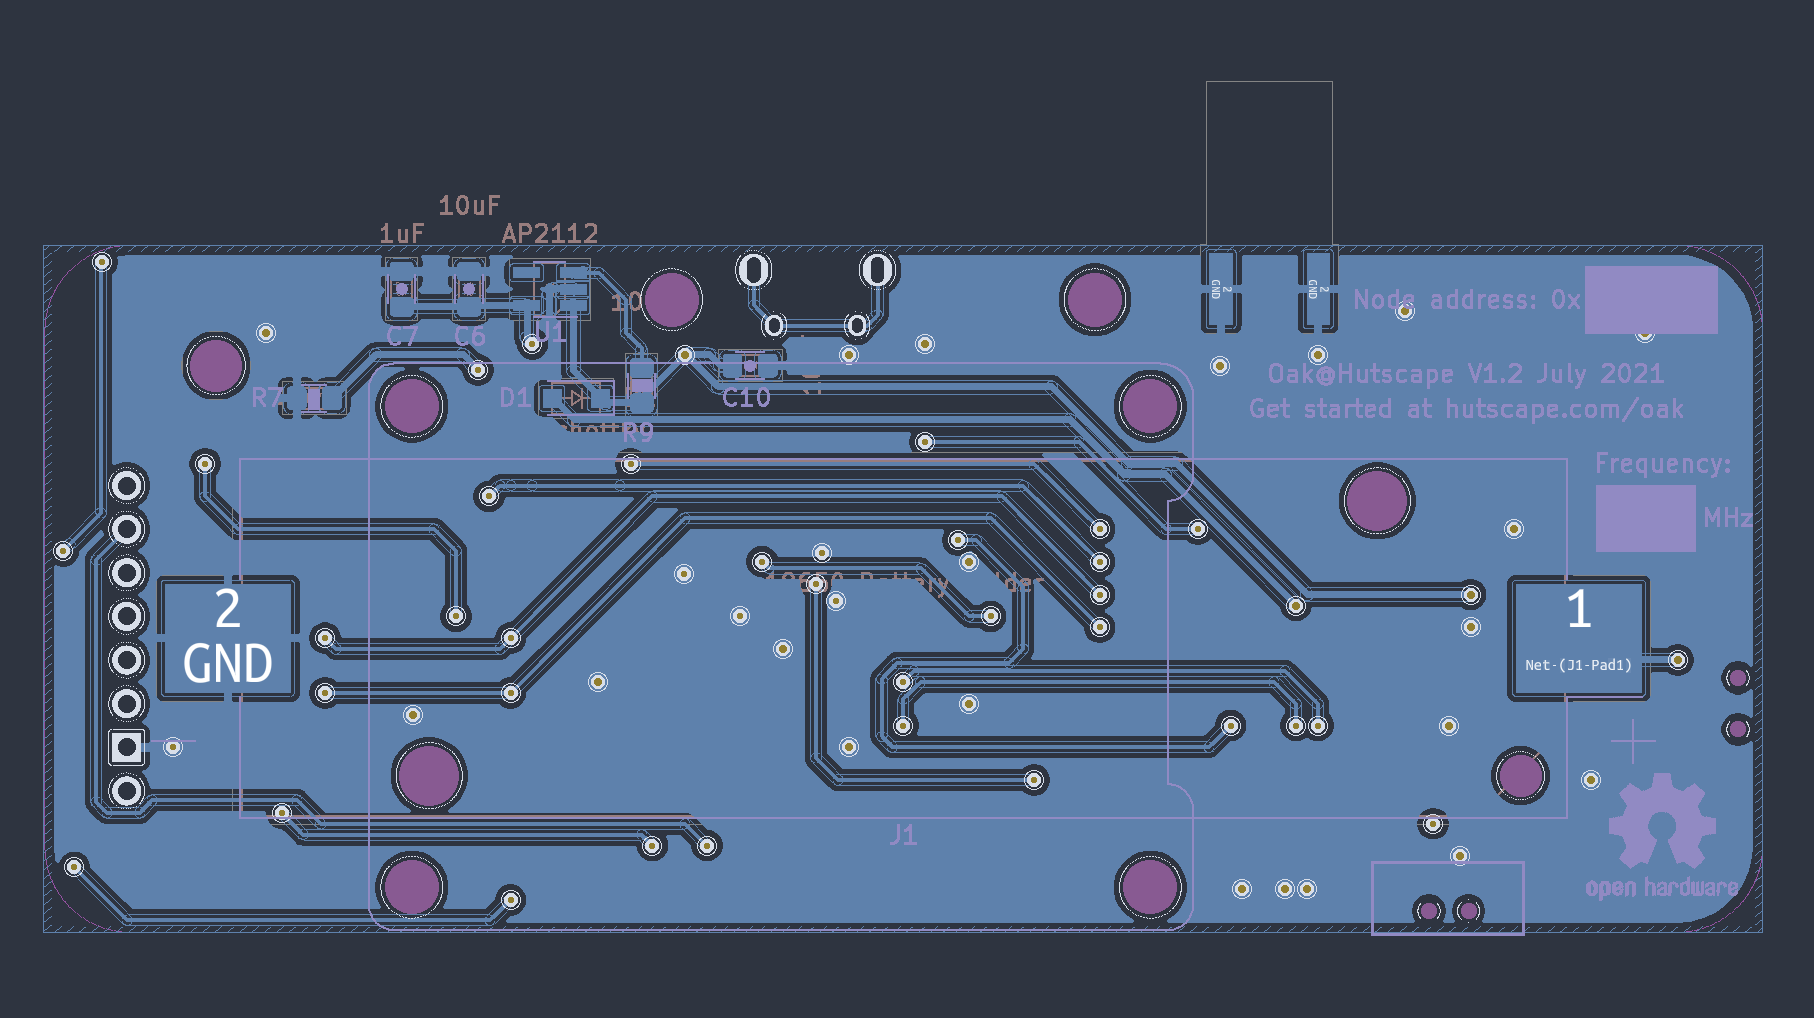 10uF
1uF
AP2112
10
Node address: 0x
GND
2
GND
2
C7
C6
U1
Oak@Hutscape V1.2 July 2021
R7
D1
C10
Get started at hutscape.com/oak
R9
Frequency:
MHz
18650 Battery
2
GND
1
Net-(J1-Pad1)
J1
open hardware